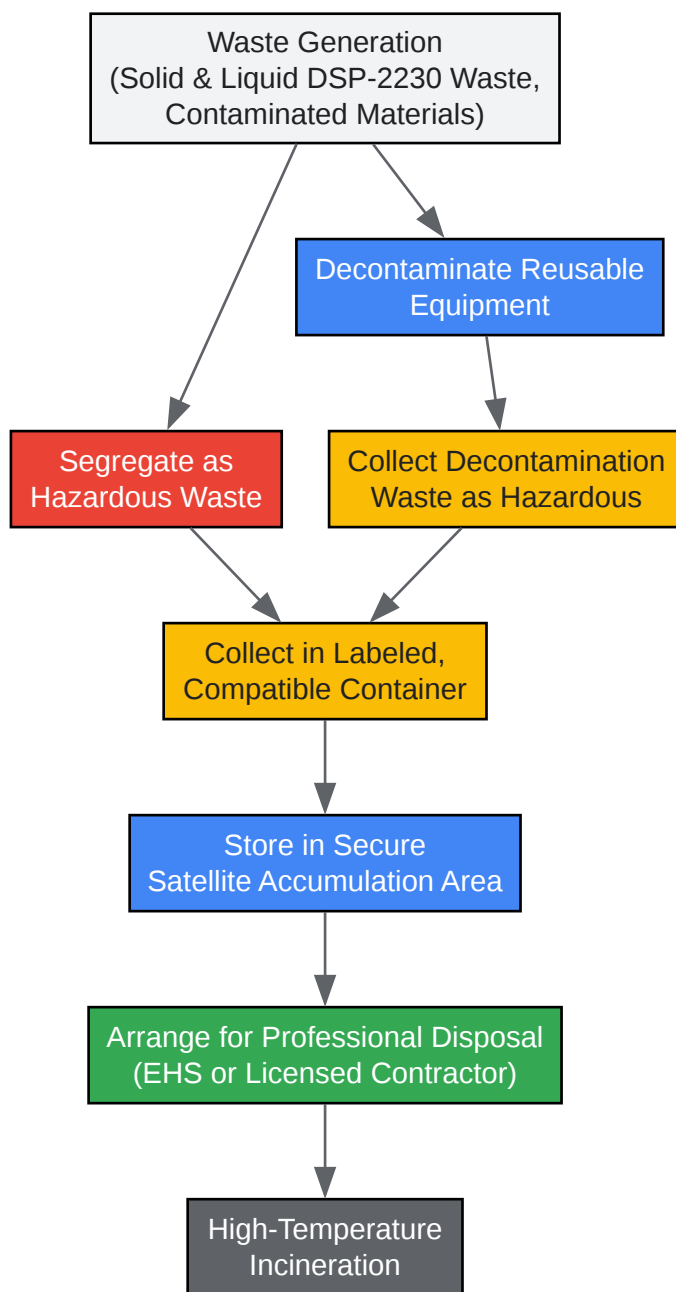 Waste Generation
(Solid & Liquid DSP-2230 Waste,
Contaminated Materials)
Decontaminate Reusable
Equipment
Segregate as
Hazardous Waste
Collect Decontamination
Waste as Hazardous
Collect in Labeled,
Compatible Container
Store in Secure
Satellite Accumulation Area
Arrange for Professional Disposal
(EHS or Licensed Contractor)
High-Temperature
Incineration